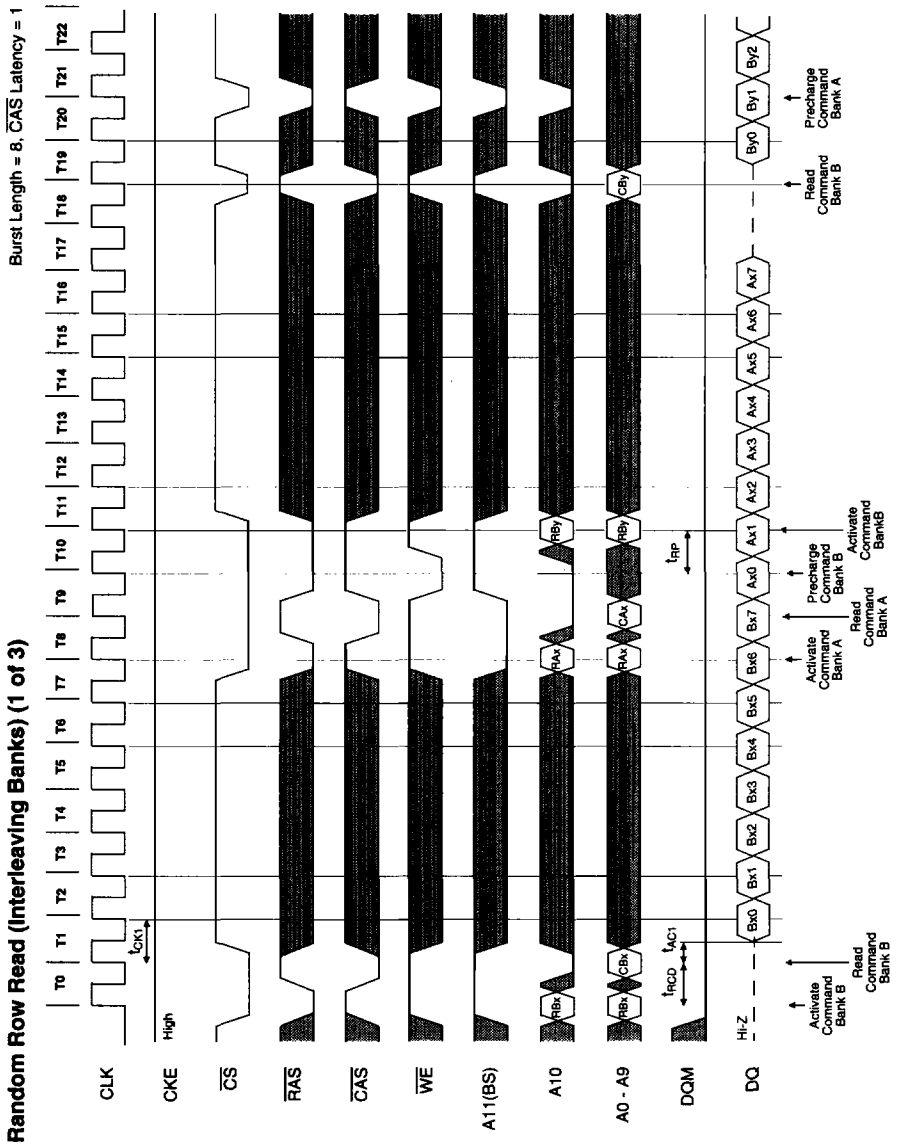 Random Row Read (Interleaving Banks) (1 of 3)
Burst Length = 8, CAS Latency = 1
T0 T1 T2 T3 T4 T5 T6 T7 T8 T9 T10 T11 T12 T13 T14 T15 T16 T17 T18 T19 T20 T21 T22
CLK
tCK1
CKE
High
CS
RAS
CAS
WE
A11(BS)
A10
RBx RAx RBy
A0 - A9
RBx CBx RAx CAx RBy CBy
DQM
tRCD tAC1 tRP
DQ
Hi-Z
Bx0 Bx1 Bx2 Bx3 Bx4 Bx5 Bx6 Bx7 Ax0 Ax1 Ax2 Ax3 Ax4 Ax5 Ax6 Ax7 By0 By1 By2
Activate
Command
Bank B
Read
Command
Bank B
Activate
Command
Bank A
Read
Command
Bank A
Precharge
Command
Bank B
Activate
Command
BankB
Read
Command
Bank B
Precharge
Command
Bank A